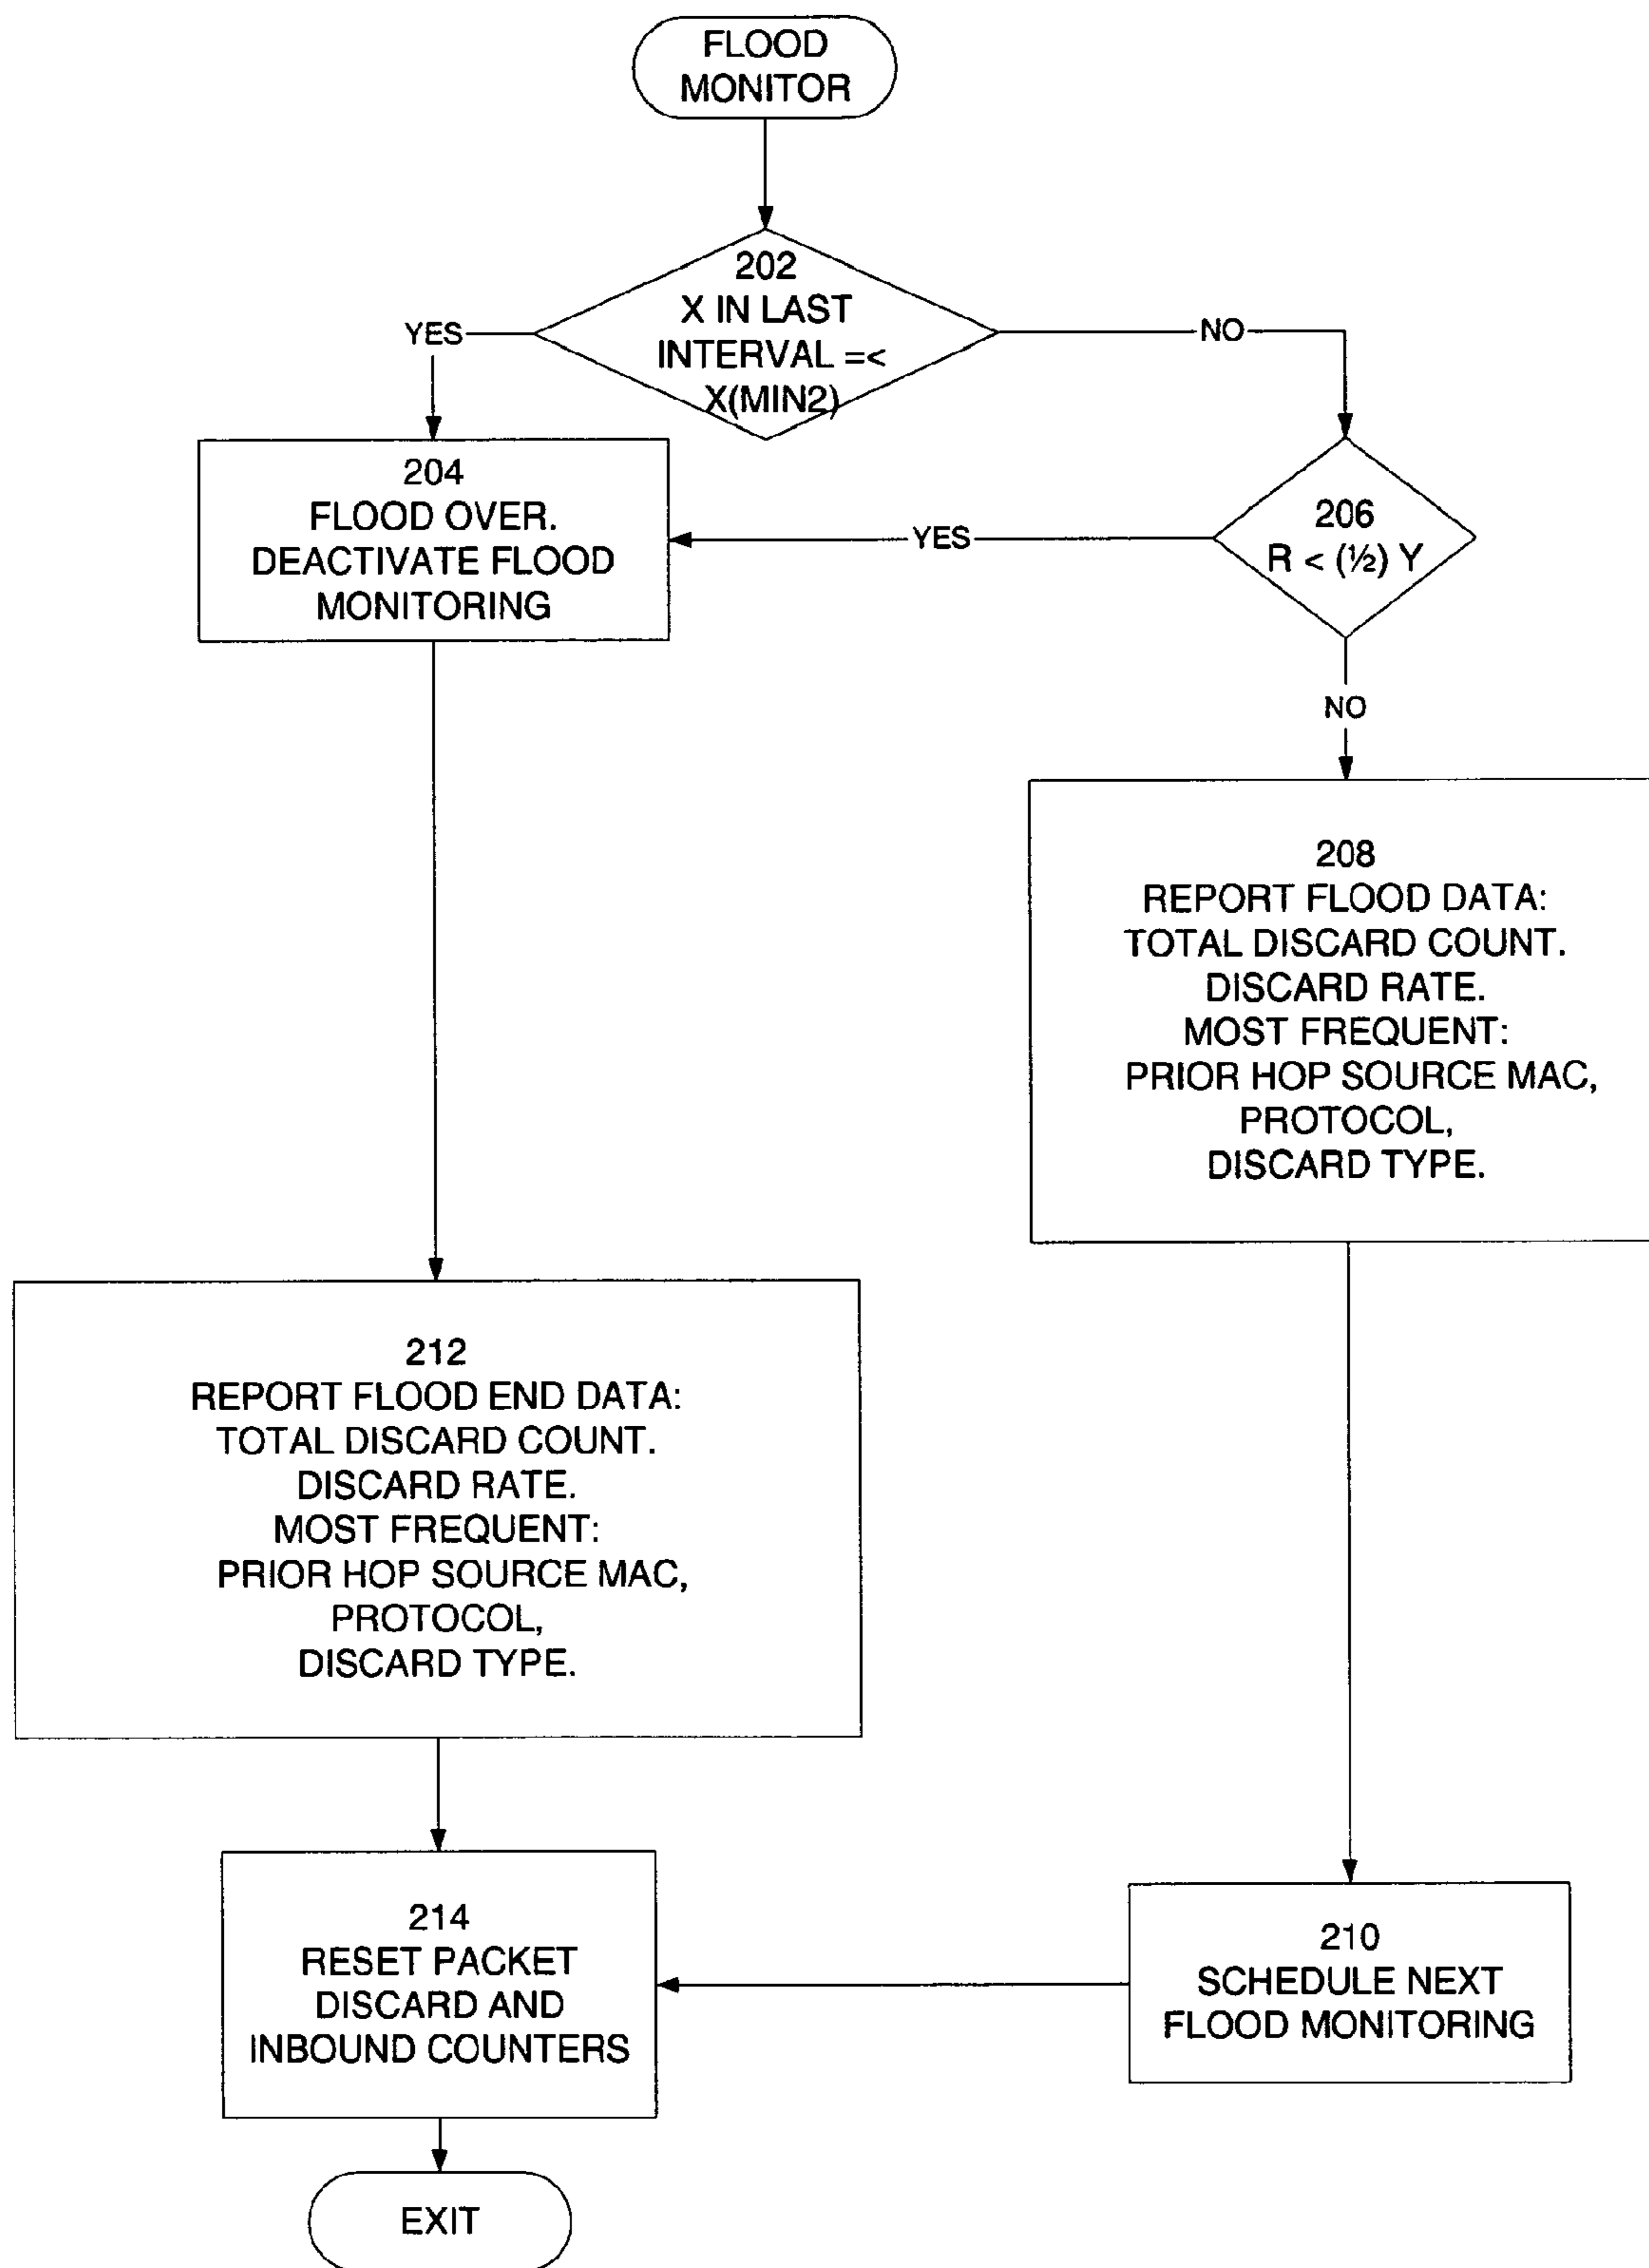 FLOOD
MONITOR
202
X IN LAST
INTERVAL =<
X(MIN2)
YES
NO
204
FLOOD OVER.
DEACTIVATE FLOOD
MONITORING
YES
206
R < (½) Y
NO
208
REPORT FLOOD DATA:
TOTAL DISCARD COUNT.
DISCARD RATE.
MOST FREQUENT:
PRIOR HOP SOURCE MAC,
PROTOCOL,
DISCARD TYPE.
212
REPORT FLOOD END DATA:
TOTAL DISCARD COUNT.
DISCARD RATE.
MOST FREQUENT:
PRIOR HOP SOURCE MAC,
PROTOCOL,
DISCARD TYPE.
214
RESET PACKET
DISCARD AND
INBOUND COUNTERS
210
SCHEDULE NEXT
FLOOD MONITORING
EXIT